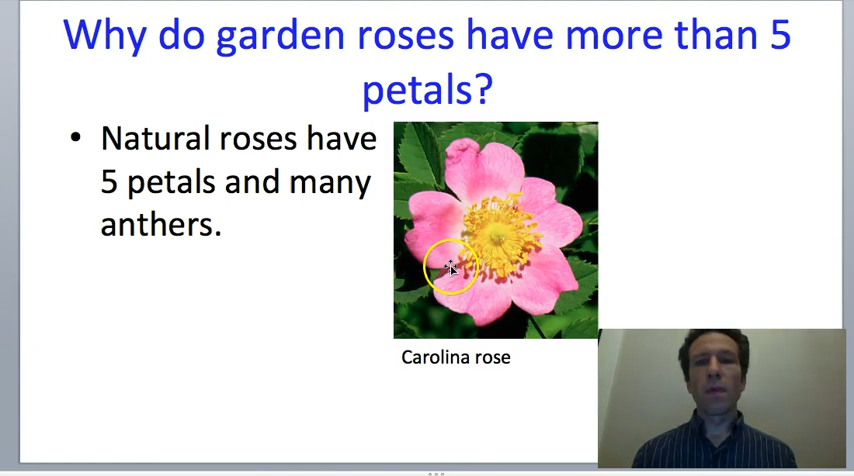 Why do garden roses have more than 5
petals?
• Natural roses have
5 petals and many
anthers.
Carolina rose